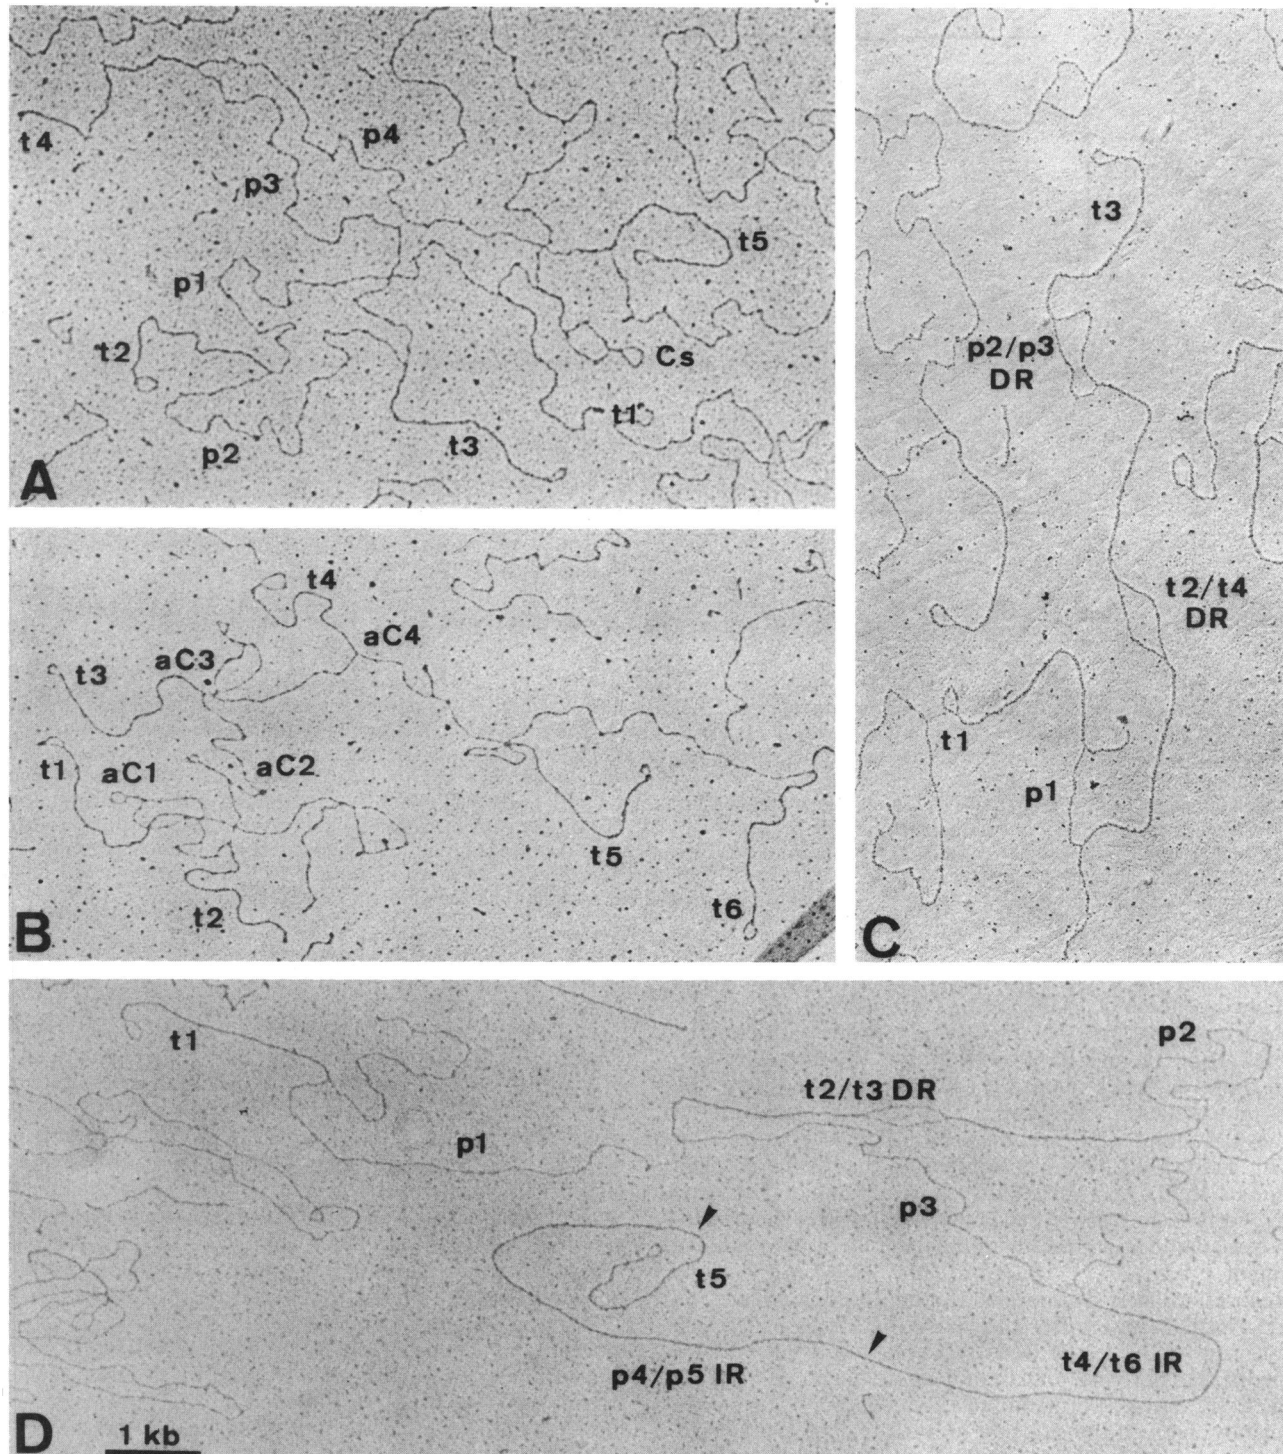 t4
p4
p3
t5
p1
t2
Cs
t1
p2
t3
A
t4
aC4
aC3
t3
t1
aC1
aC2
t5
t2
t6
B
t3
p2/p3
DR
t2/t4
DR
t1
p1
C
t1
p2
t2/t3 DR
p1
p3
t5
p4/p5 IR
t4/t6 IR
D
1 kb